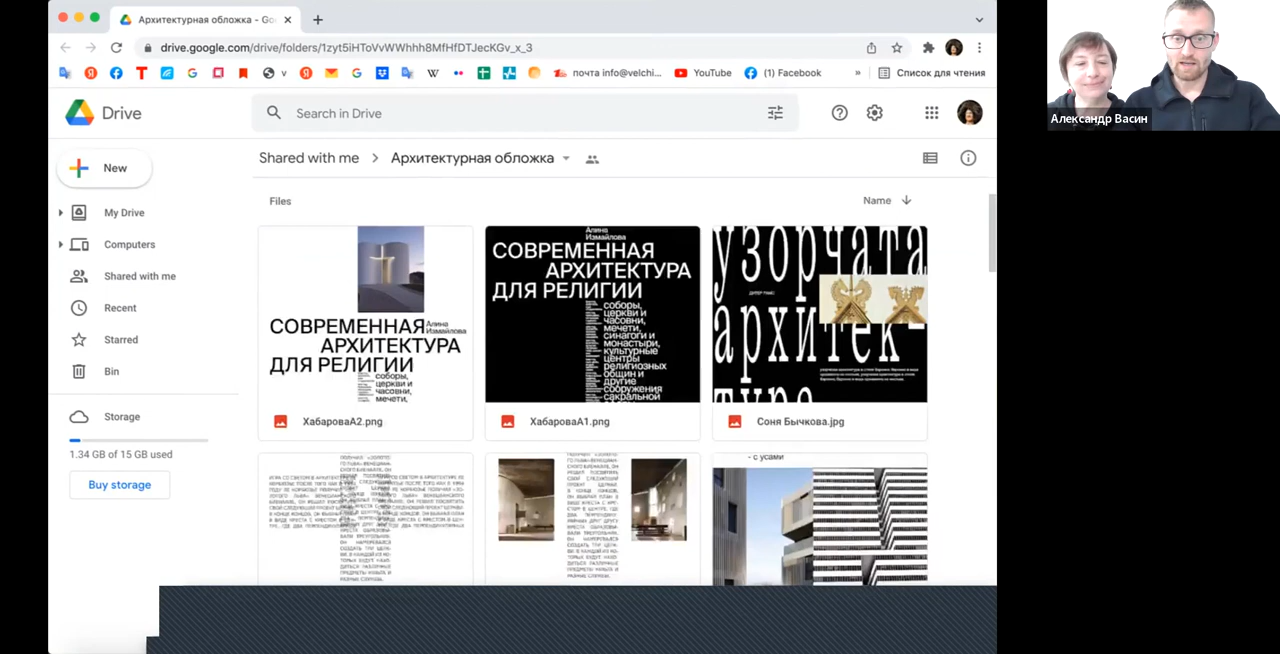 Архитектурная обложка - Go
drive.google.com/drive/folders/1zyt5iHToVvWWhhh8MfHfDTJecKGv_x_3
почта info@velchi...
YouTube
(1) Facebook
»
Список для чтения
Drive
Search in Drive
New
Shared with me
Архитектурная обложка
My Drive
Computers
Shared with me
Recent
Starred
Bin
Storage
1.34 GB of 15 GB used
Buy storage
Files
Name
СОВРЕМЕННАЯ
Алина
Измайлова
АРХИТЕКТУРА
ДЛЯ РЕЛИГИИ
соборы,
церкви и
часовни,
мечети,
ХабароваА2.png
Алина
Измайлова
СОВРЕМЕННАЯ
АРХИТЕКТУРА
ДЛЯ РЕЛИГИИ
соборы,
церкви и
часовни,
мечети,
синагоги и
монастыри,
культурные
центры
религиозных
общин и
другие
сооружения
сакральной
ХабароваА1.png
узорчата
архитек-
туре
Соня Бычкова.jpg
- с усами
Александр Васин